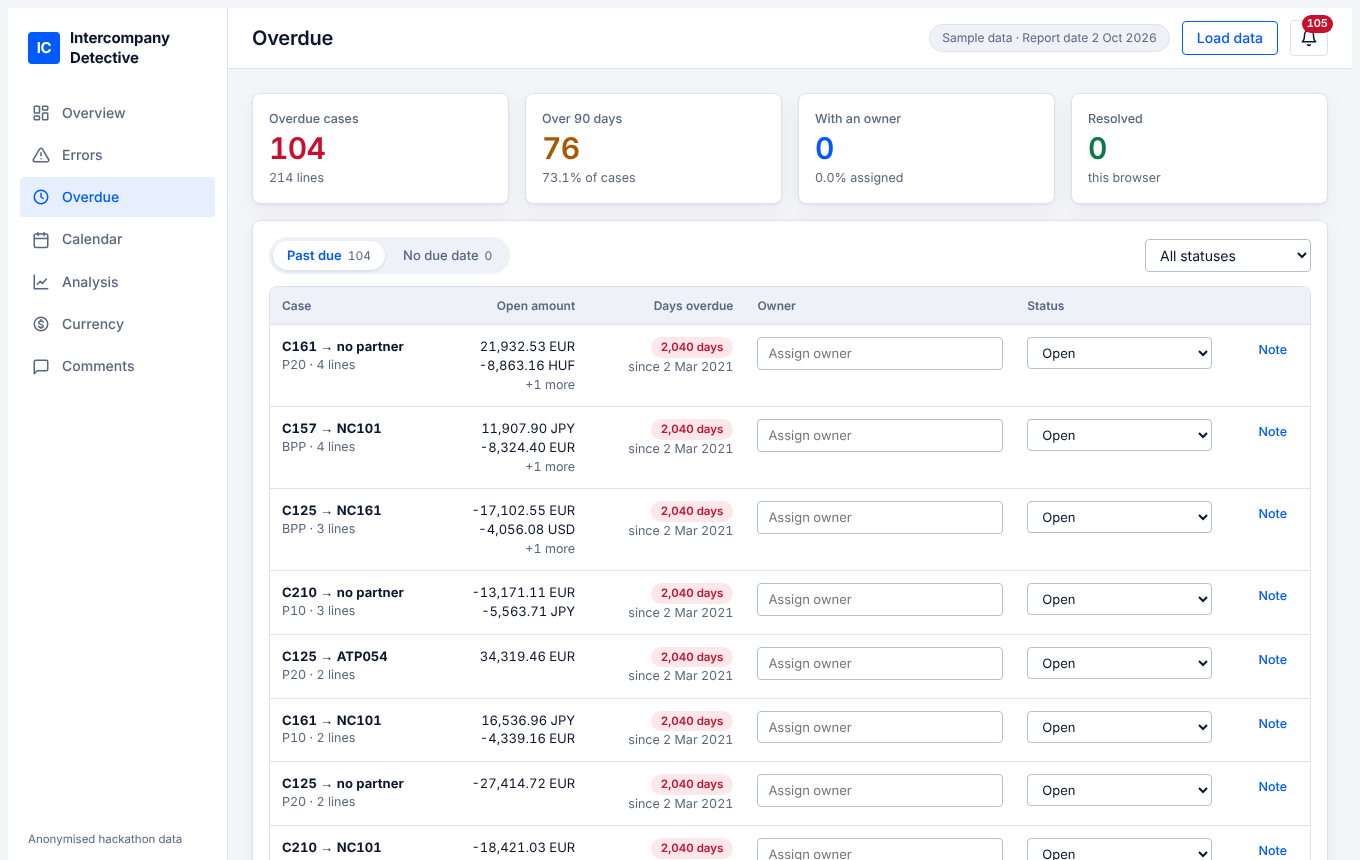 IC
Intercompany
Detective
Overview
Errors
Overdue
Calendar
Analysis
Currency
Comments
Anonymised hackathon data
Overdue
Sample data · Report date 2 Oct 2026
Load data
105
Overdue cases
104
214 lines
Over 90 days
76
73.1% of cases
With an owner
0
0.0% assigned
Resolved
0
this browser
Past due 104 No due date 0
All statuses
Case Open amount Days overdue Owner Status
C161 → no partner 21,932.53 EUR 2,040 days Assign owner Open Note
P20 · 4 lines -8,863.16 HUF since 2 Mar 2021
+1 more
C157 → NC101 11,907.90 JPY 2,040 days Assign owner Open Note
BPP · 4 lines -8,324.40 EUR since 2 Mar 2021
+1 more
C125 → NC161 -17,102.55 EUR 2,040 days Assign owner Open Note
BPP · 3 lines -4,056.08 USD since 2 Mar 2021
+1 more
C210 → no partner -13,171.11 EUR 2,040 days Assign owner Open Note
P10 · 3 lines -5,563.71 JPY since 2 Mar 2021
C125 → ATP054 34,319.46 EUR 2,040 days Assign owner Open Note
P20 · 2 lines since 2 Mar 2021
C161 → NC101 16,536.96 JPY 2,040 days Assign owner Open Note
P10 · 2 lines -4,339.16 EUR since 2 Mar 2021
C125 → no partner -27,414.72 EUR 2,040 days Assign owner Open Note
P20 · 2 lines since 2 Mar 2021
C210 → NC101 -18,421.03 EUR 2,040 days Assign owner Open Note